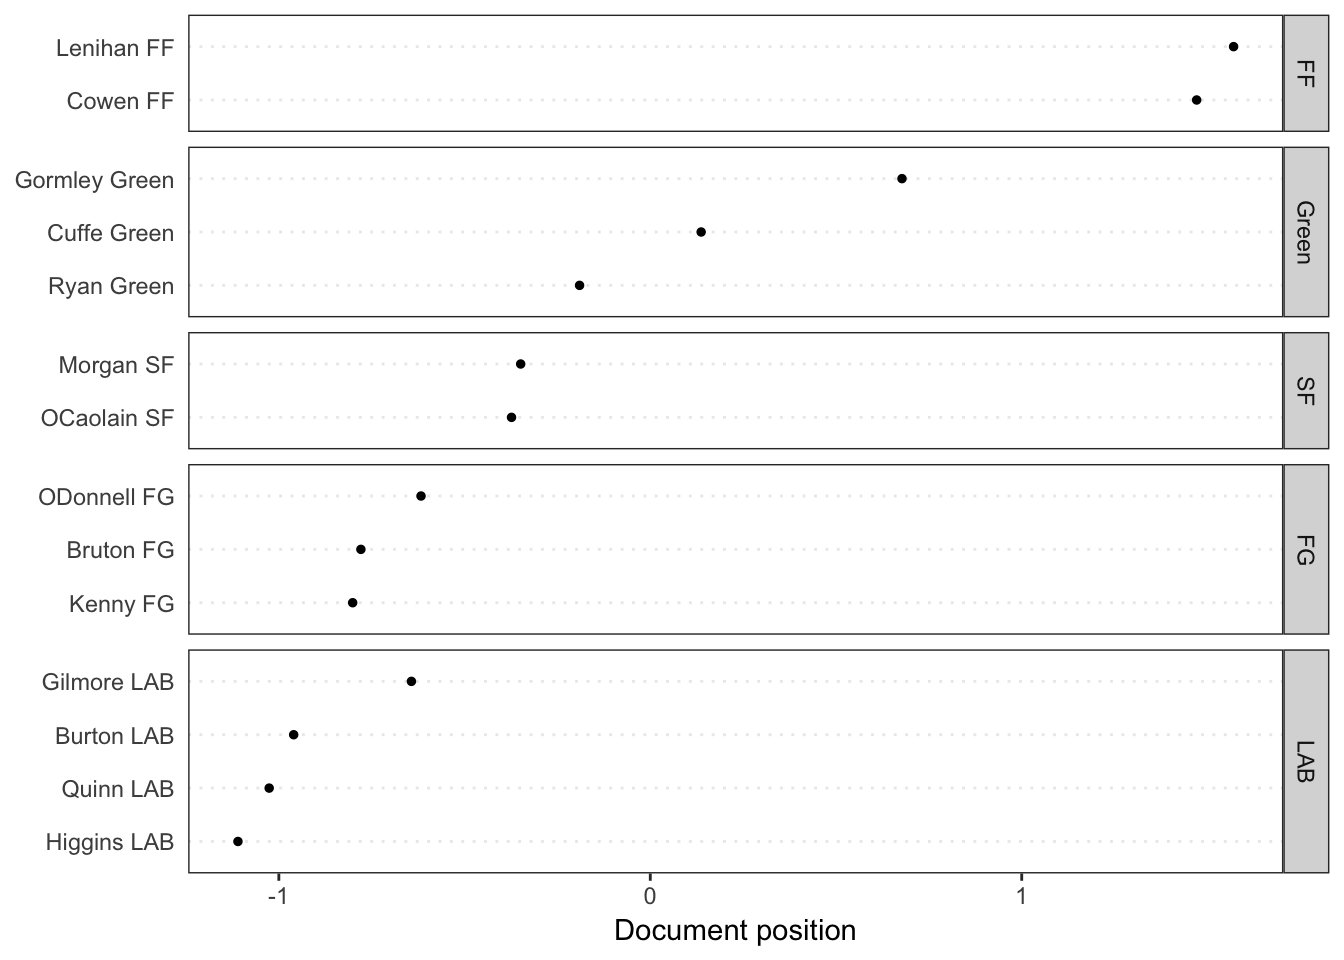 Lenihan FF
Cowen FF
FF
Gormley Green
Cuffe Green
Ryan Green
Green
Morgan SF
OCaolain SF
SF
ODonnell FG
Bruton FG
Kenny FG
FG
Gilmore LAB
Burton LAB
Quinn LAB
Higgins LAB
LAB
-1 0 1
Document position